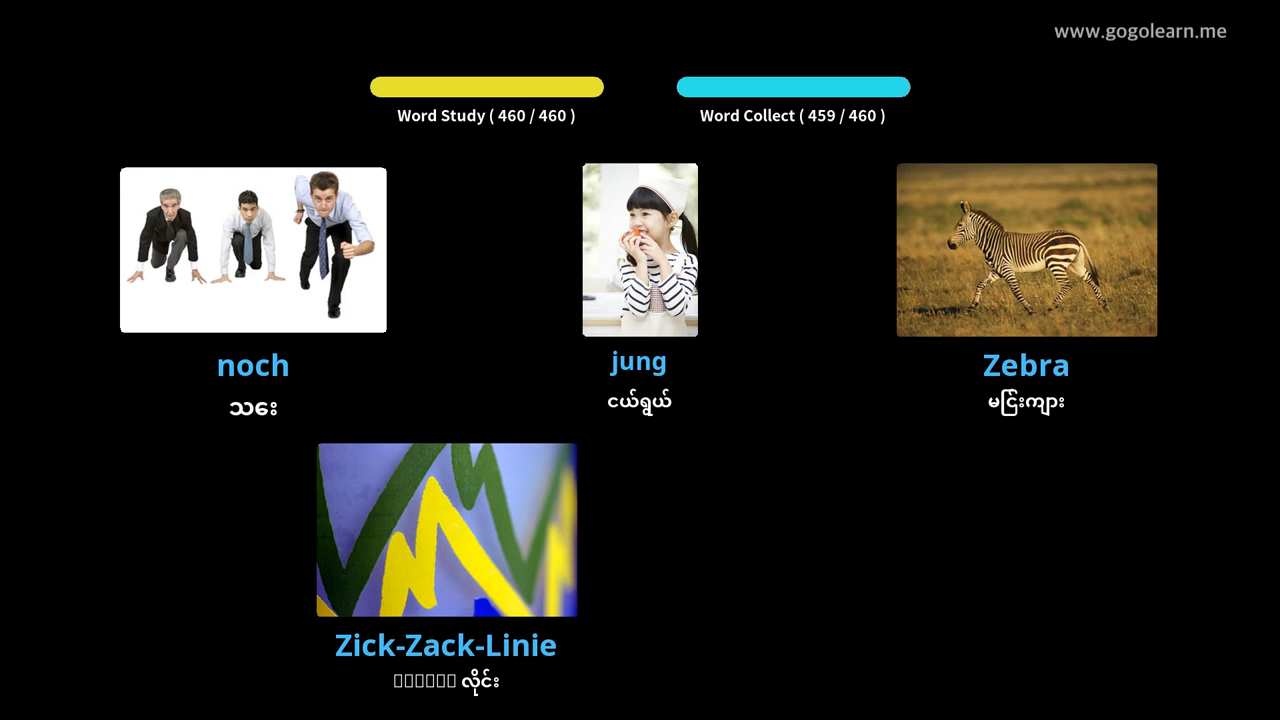 www.gogolearn.me
Word Study ( 460 / 460 )
Word Collect ( 459 / 460 )
noch
jung
Zebra
သေး
ငယ်ရွယ်
မြင်းကျား
Zick-Zack-Linie
လိုင်း